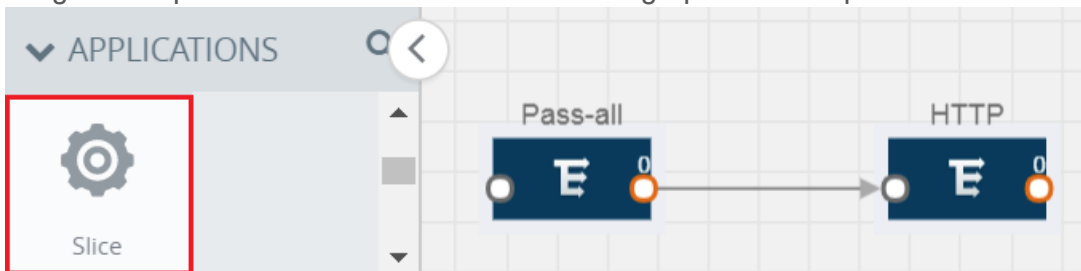 APPLICATIONS
Pass-all
HTTP
0
0
Slice